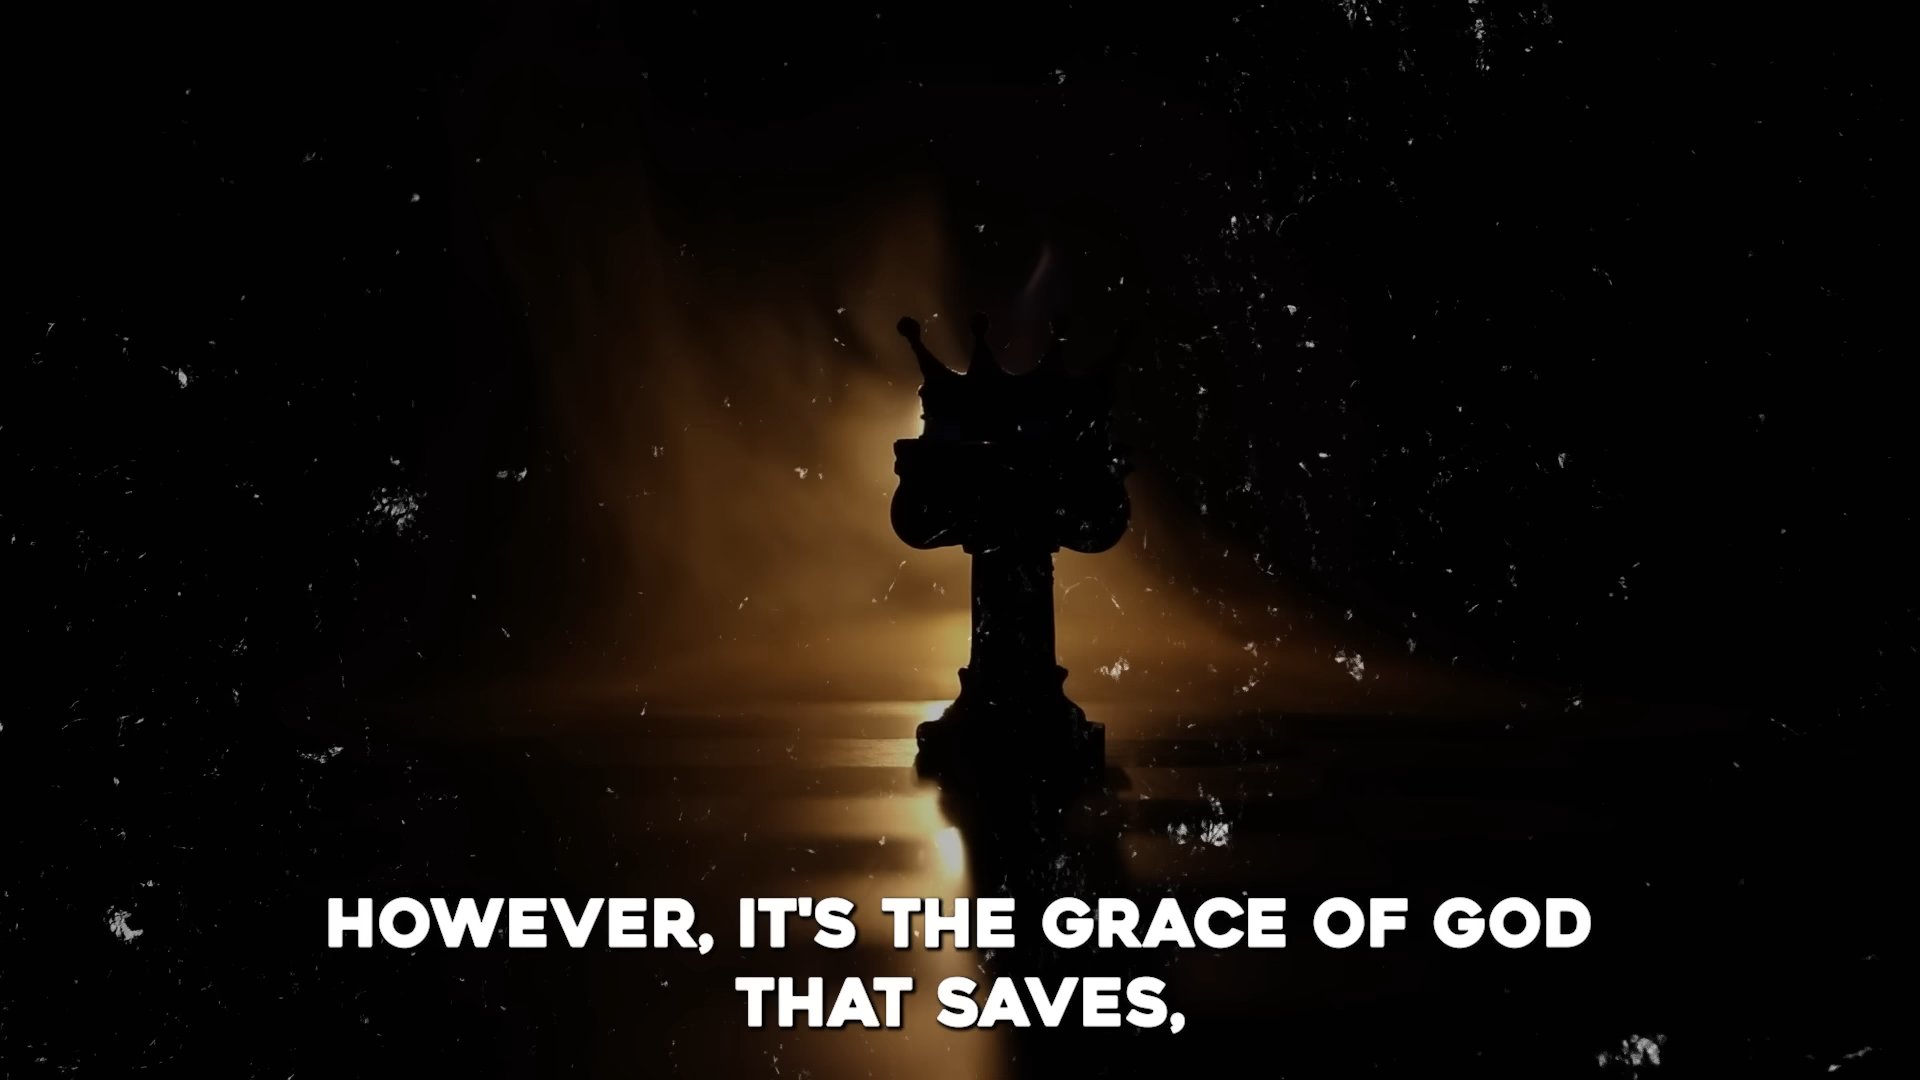 HOWEVER, IT'S THE GRACE OF GOD
THAT SAVES,